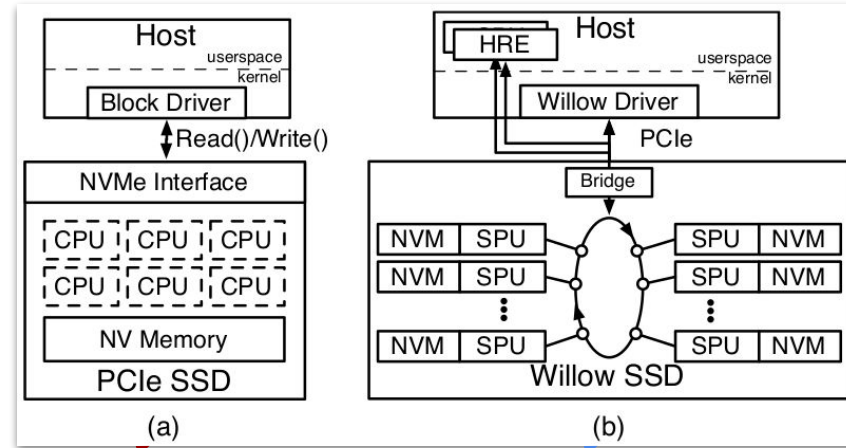 Host
userspace
kernel
Block Driver
Read()/Write()
NVMe Interface
CPU CPU CPU
CPU CPU CPU
NV Memory
PCIe SSD
(a)
Host
HRE
userspace
kernel
Willow Driver
PCIe
Bridge
NVM SPU SPU NVM
NVM SPU SPU NVM
NVM SPU SPU NVM
Willow SSD
(b)